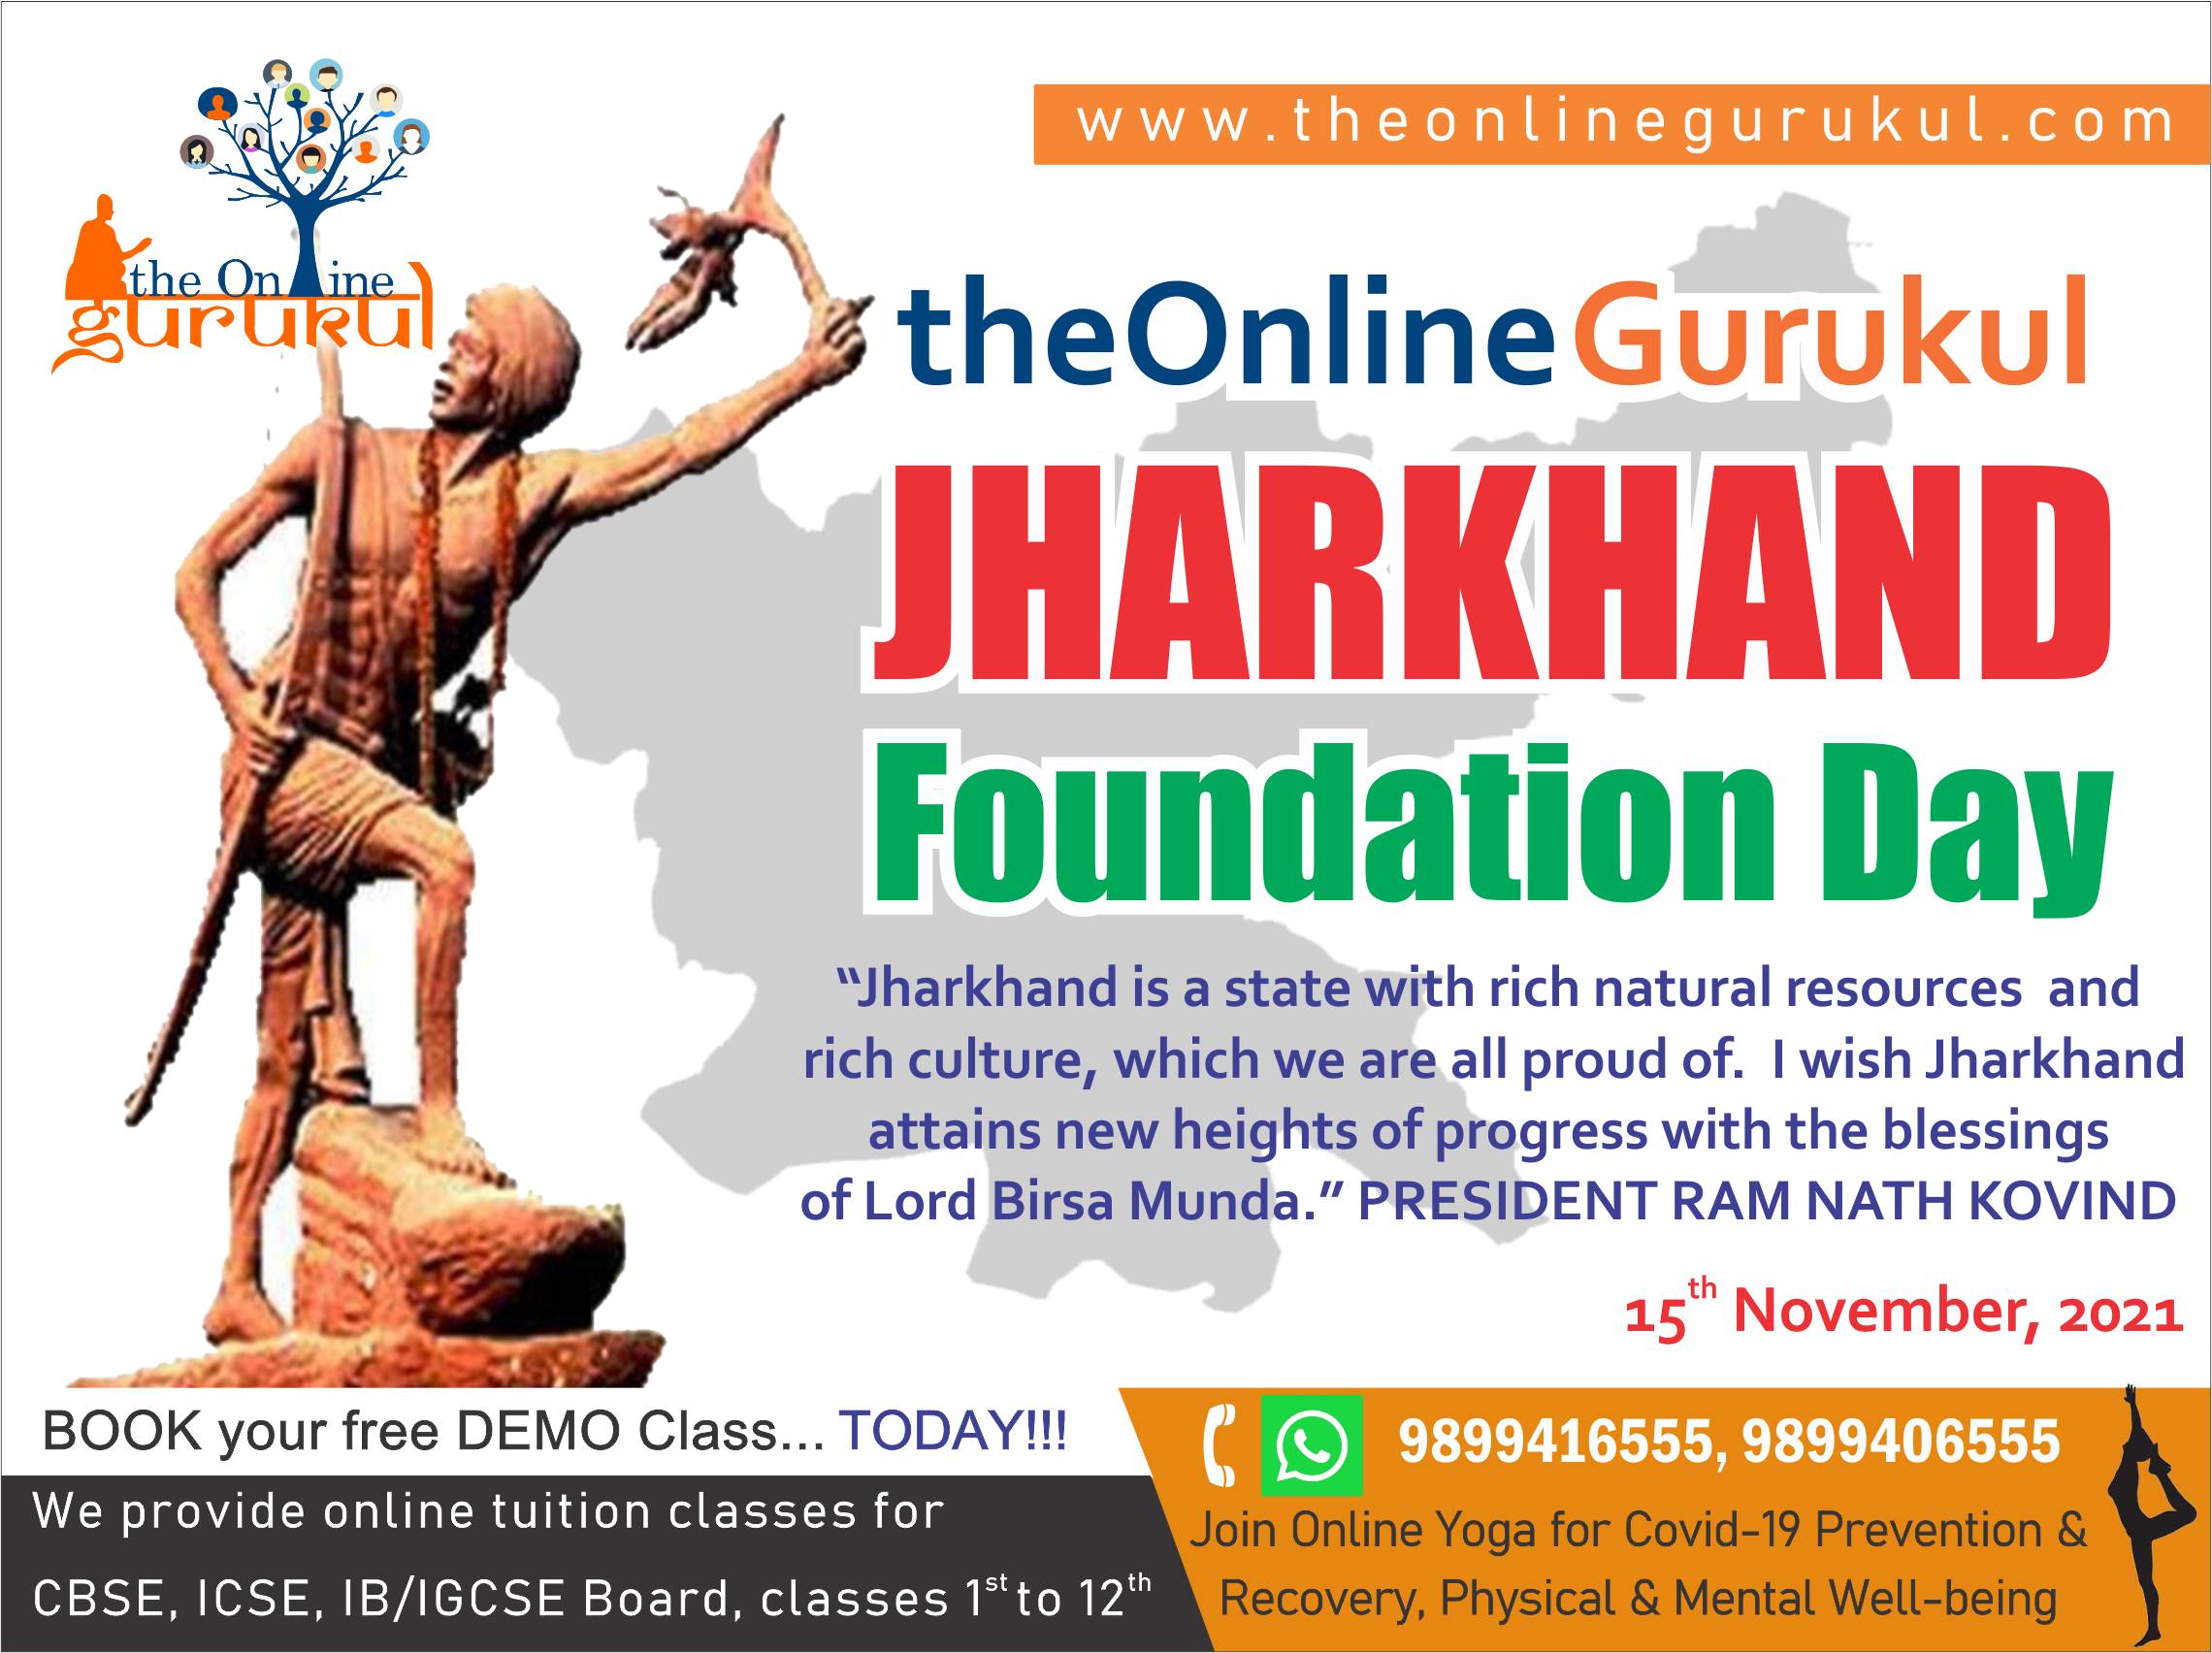 the Online
gurukul
www.theonlinegurukul.com
theOnlineGurukul
JHARKHAND
Foundation Day
“Jharkhand is a state with rich natural resources and
rich culture, which we are all proud of. I wish Jharkhand
attains new heights of progress with the blessings
of Lord Birsa Munda.” PRESIDENT RAM NATH KOVIND
15th November, 2021
BOOK your free DEMO Class... TODAY!!!
We provide online tuition classes for
CBSE, ICSE, IB/IGCSE Board, classes 1st to 12th
9899416555, 9899406555
Join Online Yoga for Covid-19 Prevention &
Recovery, Physical & Mental Well-being